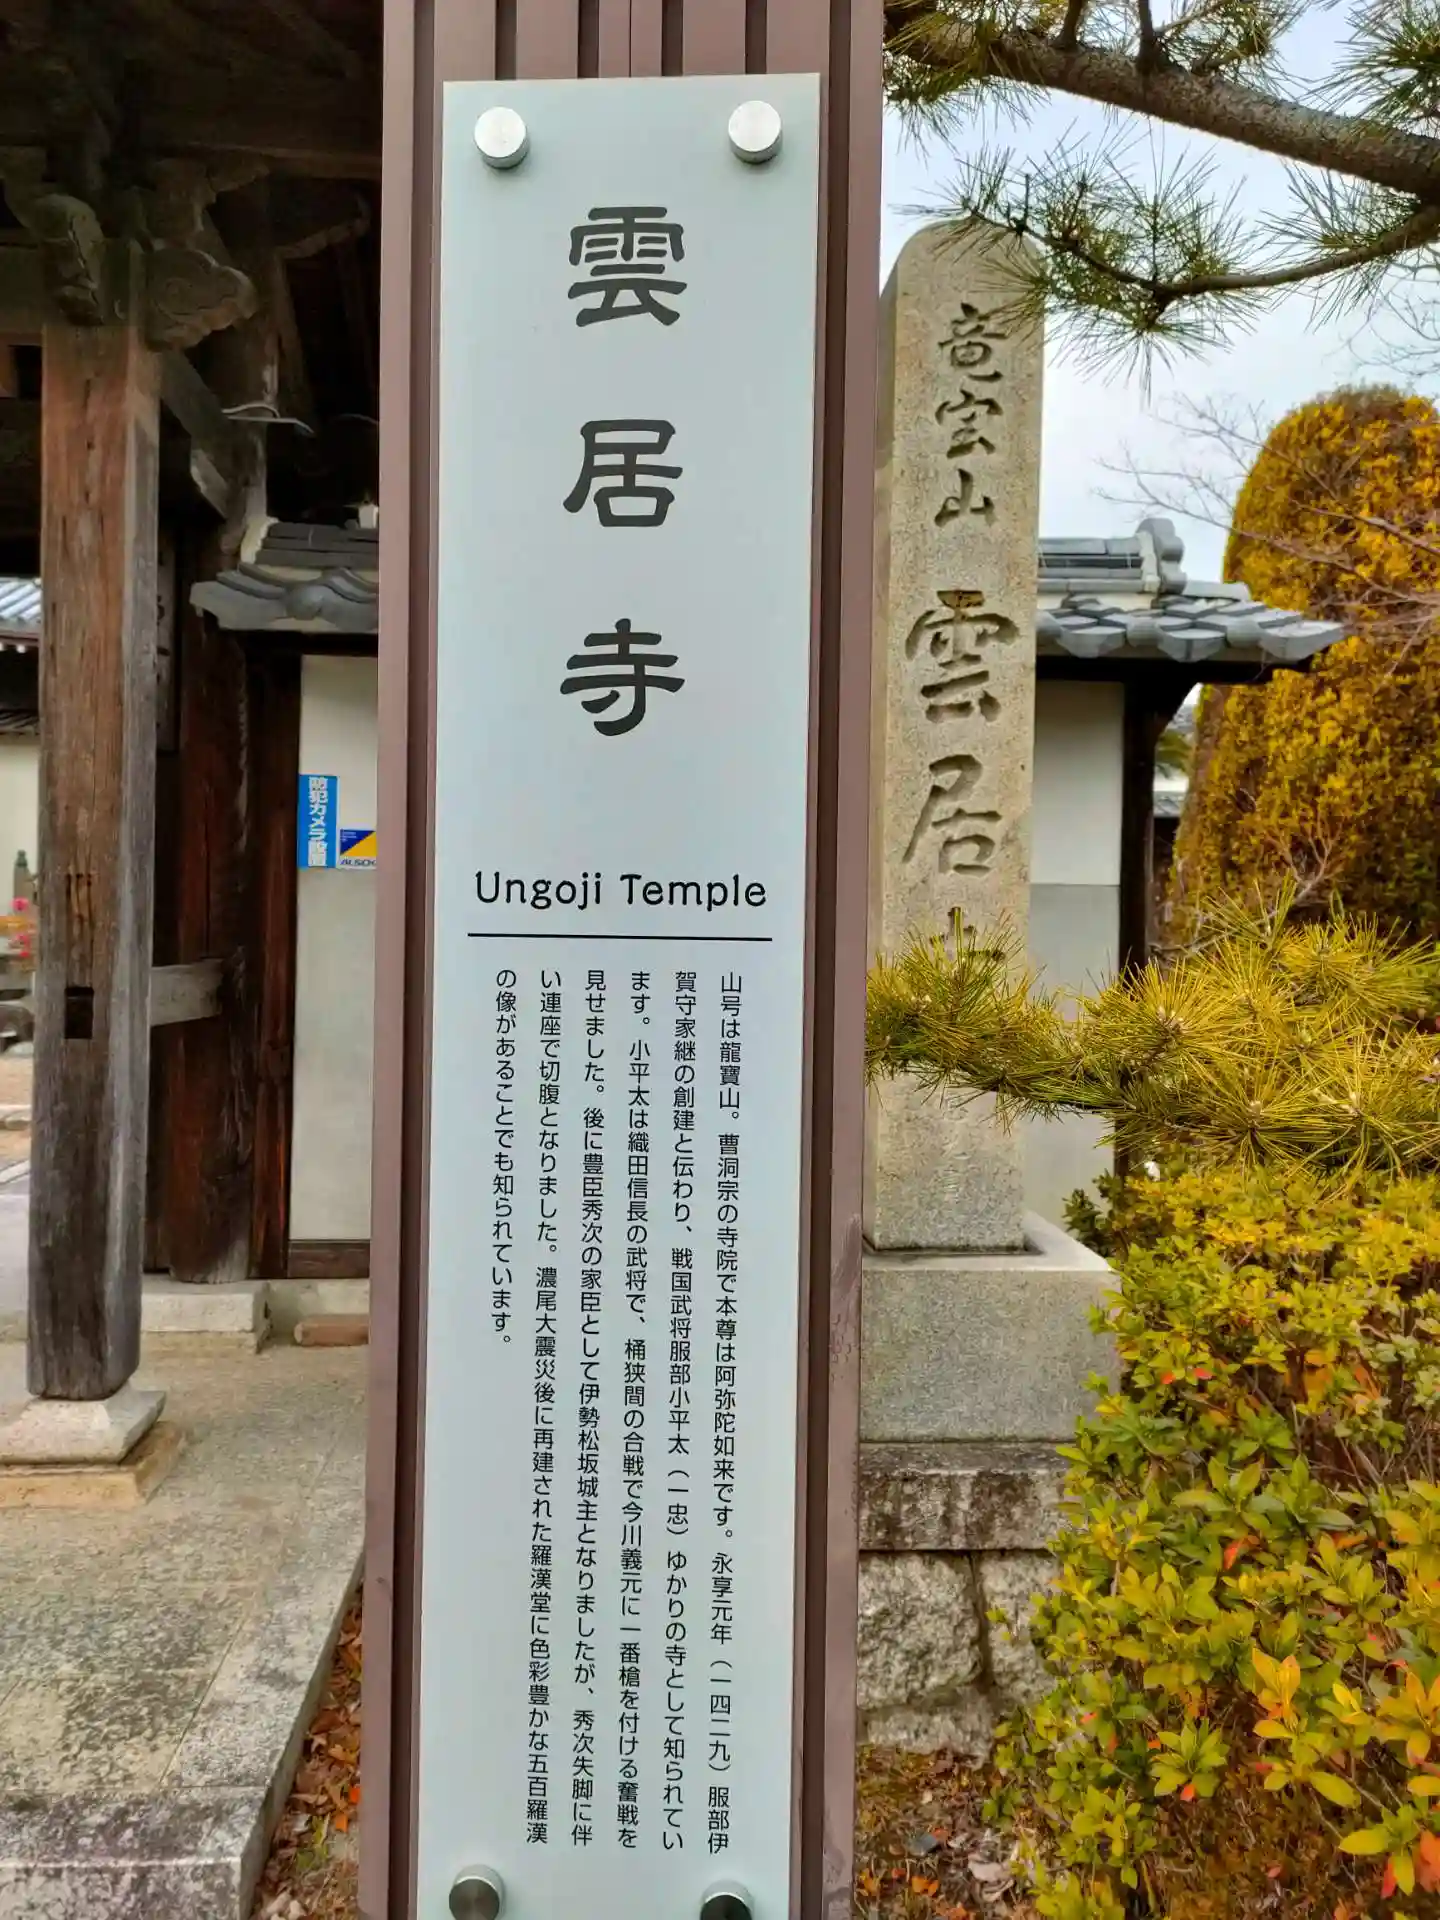 雲居寺
Ungoji Temple
山号は龍寶山。曹洞宗の寺院で本尊は阿弥陀如来です。永享元年（一四二九）服部伊
賀守家継の創建と伝わり、戦国武将服部小平太（一忠）ゆかりの寺として知られてい
ます。小平太は織田信長の武将で、桶狭間の合戦で今川義元に一番槍を付ける奮戦を
見せました。後に豊臣秀次の家臣として伊勢松坂城主となりましたが、秀次失脚に伴
い連座で切腹となりました。濃尾大震災後に再建された羅漢堂に色彩豊かな五百羅漢
の像があることでも知られています。
竜宝山 雲居
防犯カメラ設置
ALSOK